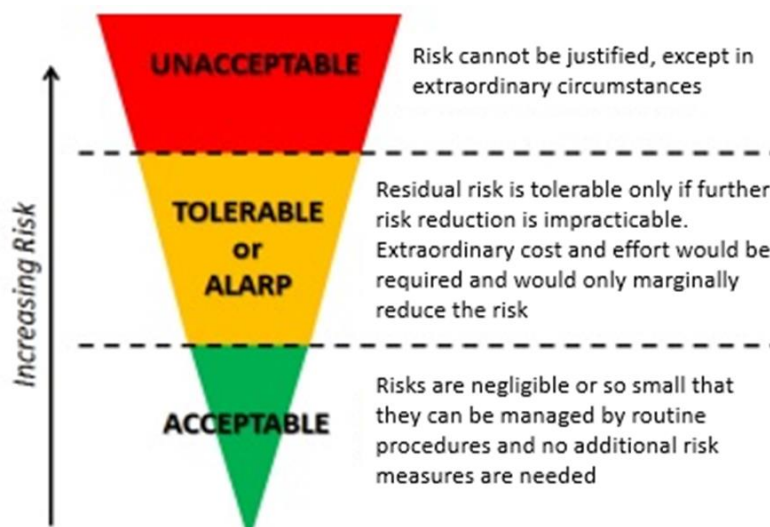 UNACCEPTABLE
Risk cannot be justified, except in
extraordinary circumstances
Increasing Risk
TOLERABLE
or
ALARP
Residual risk is tolerable only if further
risk reduction is impracticable.
Extraordinary cost and effort would be
required and would only marginally
reduce the risk
ACCEPTABLE
Risks are negligible or so small that
they can be managed by routine
procedures and no additional risk
measures are needed